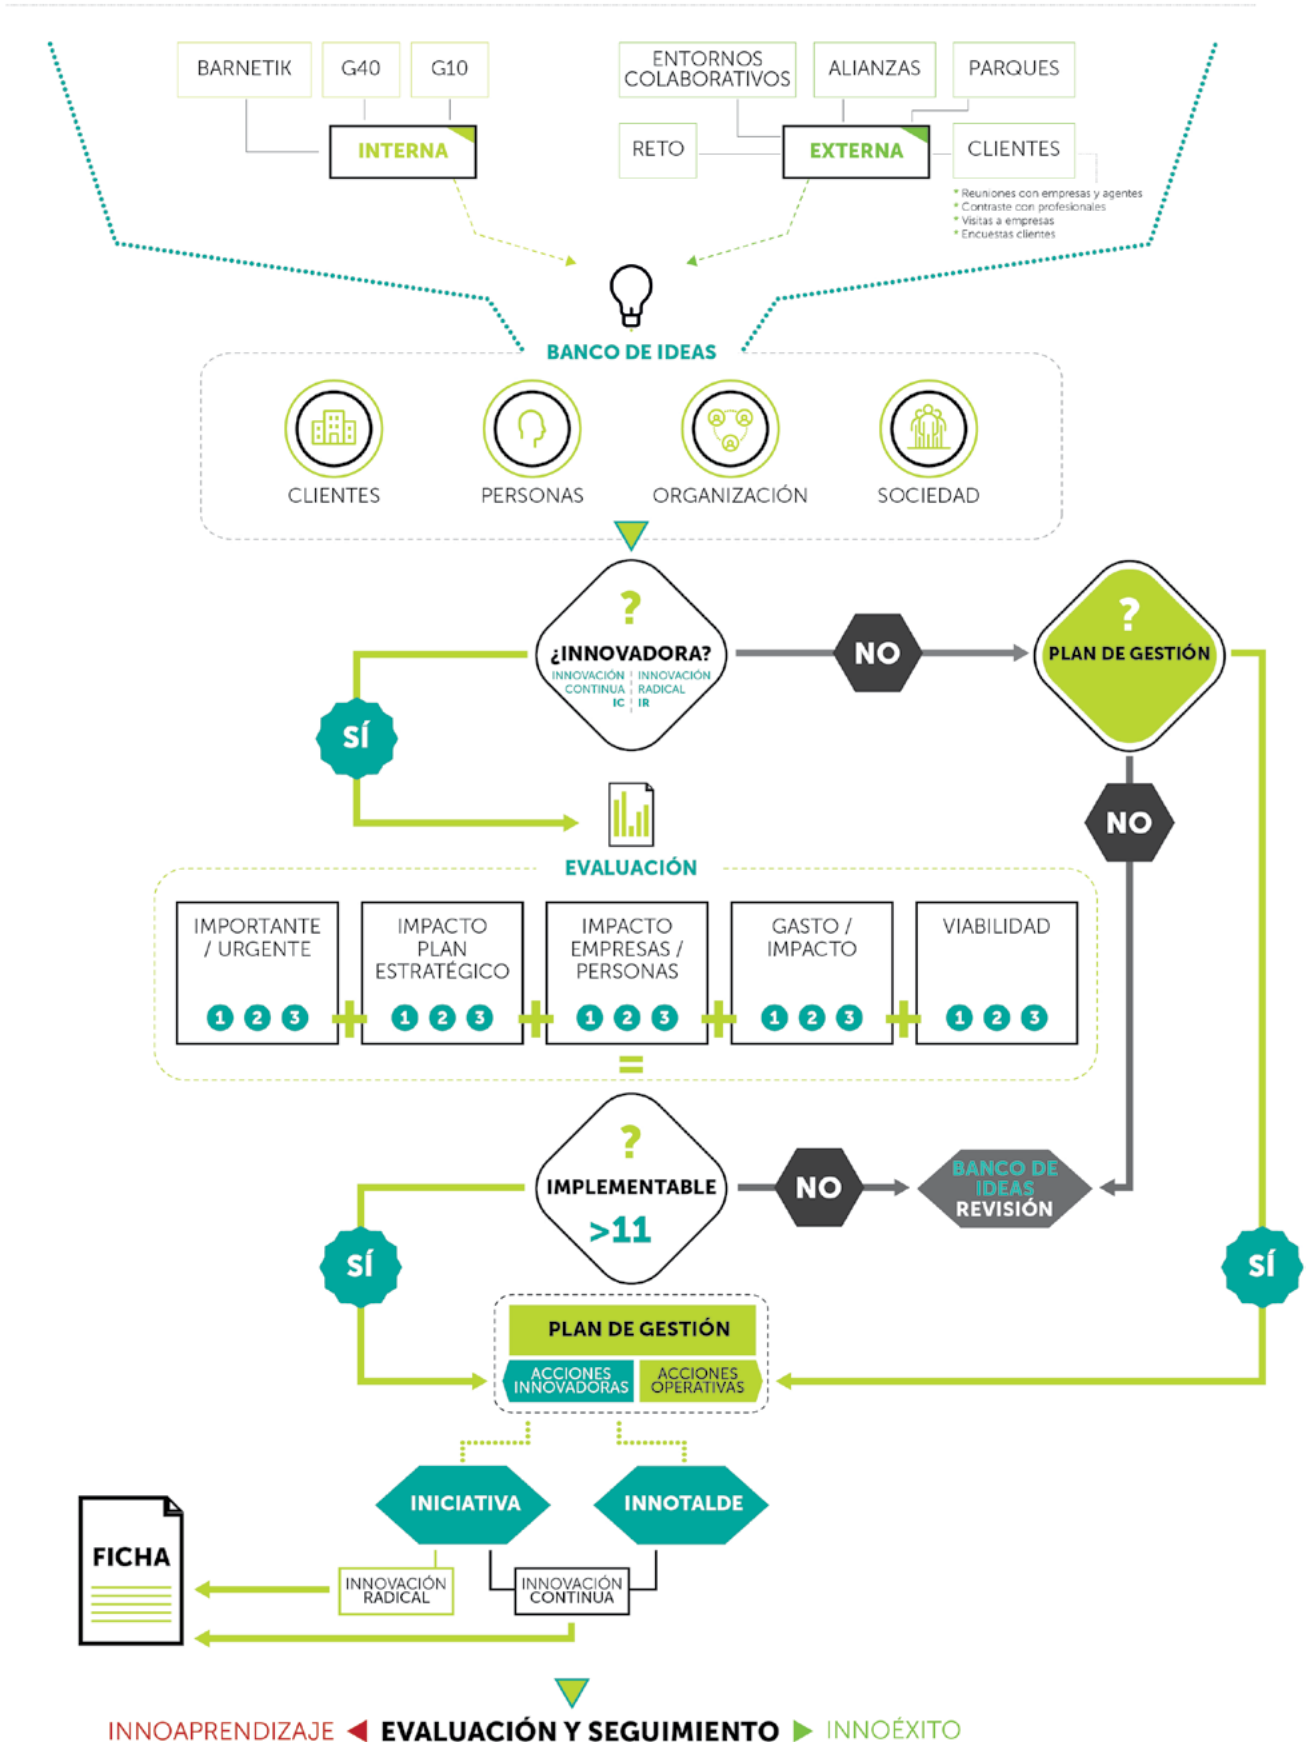 BARNETIK
G40
G10
ENTORNOS
COLABORATIVOS
ALIANZAS
PARQUES
INTERNA
RETO
EXTERNA
CLIENTES
* Reuniones con empresas y agentes
* Contraste con profesionales
* Visitas a empresas
* Encuestas clientes
BANCO DE IDEAS
CLIENTES
PERSONAS
ORGANIZACIÓN
SOCIEDAD
?
¿INNOVADORA?
INNOVACIÓN
CONTINUA
IC
INNOVACIÓN
RADICAL
IR
NO
?
PLAN DE GESTIÓN
SÍ
NO
EVALUACIÓN
IMPORTANTE
/ URGENTE
1 2 3
+
IMPACTO
PLAN
ESTRATÉGICO
1 2 3
+
IMPACTO
EMPRESAS /
PERSONAS
1 2 3
+
GASTO /
IMPACTO
1 2 3
+
VIABILIDAD
1 2 3
=
?
IMPLEMENTABLE
>11
NO
BANCO DE
IDEAS
REVISIÓN
SÍ
SÍ
PLAN DE GESTIÓN
ACCIONES
INNOVADORAS
ACCIONES
OPERATIVAS
INICIATIVA
INNOTALDE
FICHA
INNOVACIÓN
RADICAL
INNOVACIÓN
CONTINUA
INNOAPRENDIZAJE
EVALUACIÓN Y SEGUIMIENTO
INNOÉXITO